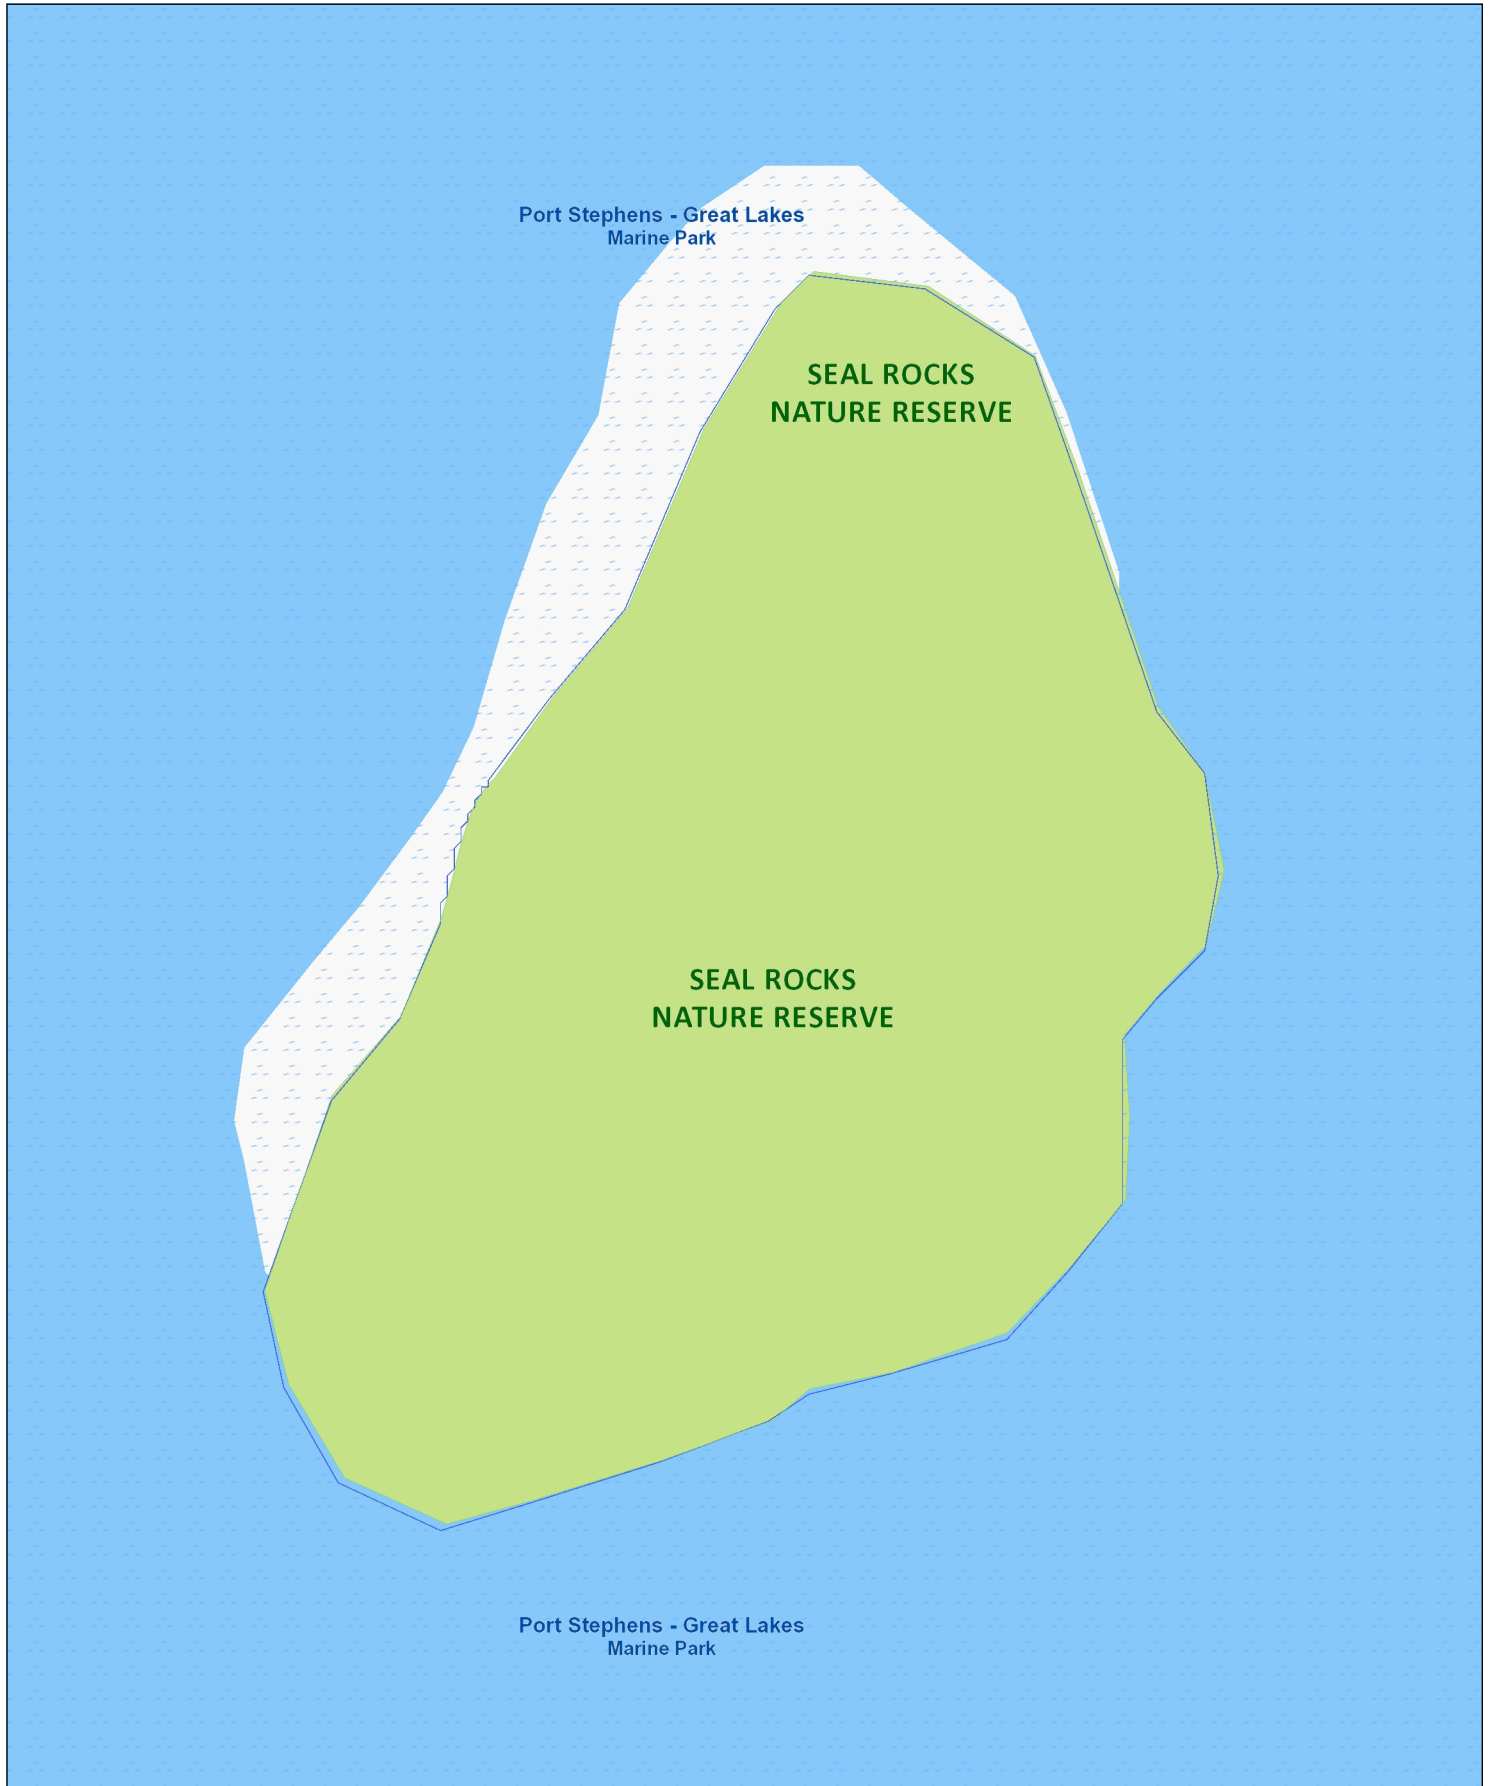 Port Stephens - Great Lakes
Marine Park
SEAL ROCKS
NATURE RESERVE
SEAL ROCKS
NATURE RESERVE
Port Stephens - Great Lakes
Marine Park